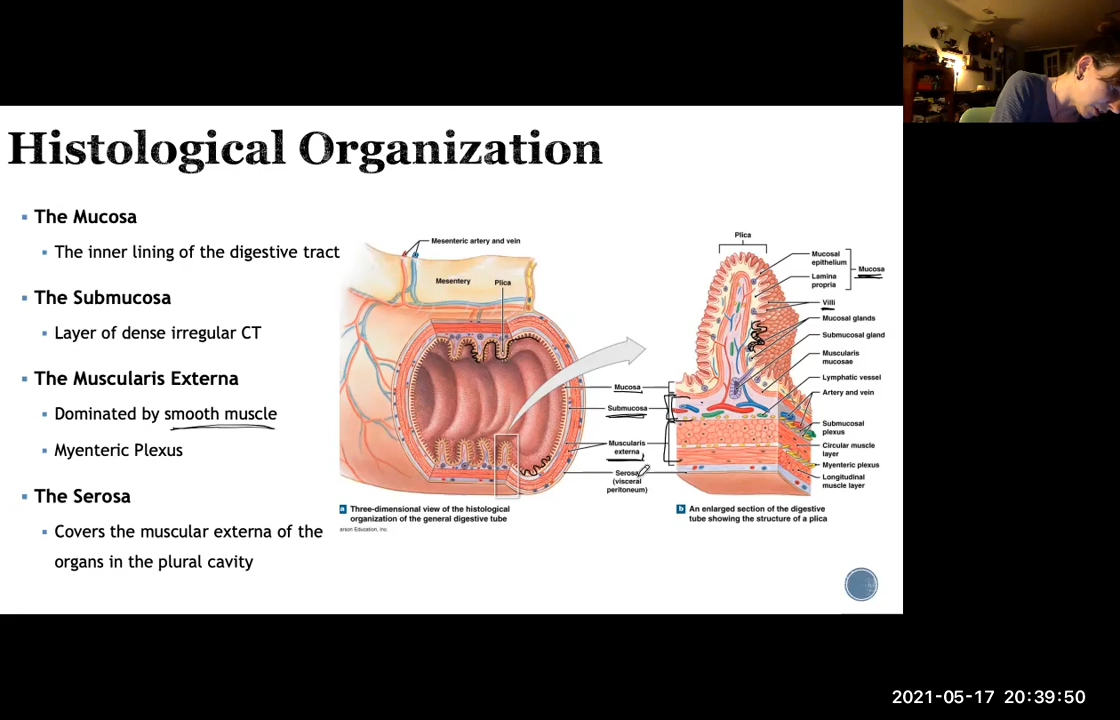 Histological Organization
▪ The Mucosa
▪ The inner lining of the digestive tract
▪ The Submucosa
▪ Layer of dense irregular CT
▪ The Muscularis Externa
▪ Dominated by smooth muscle
▪ Myenteric Plexus
▪ The Serosa
▪ Covers the muscular externa of the
organs in the plural cavity
Mesenteric artery and vein
Mesentery
Plica
Mucosa
Submucosa
Muscularis
externa
Serosa
(visceral
peritoneum)
a Three-dimensional view of the histological
organization of the general digestive tube
arson Education, Inc.
Plica
Mucosal
epithelium
Lamina
propria
Mucosa
Villi
Mucosal glands
Submucosal gland
Muscularis
mucosae
Lymphatic vessel
Artery and vein
Submucosal
plexus
Circular muscle
layer
Myenteric plexus
Longitudinal
muscle layer
b An enlarged section of the digestive
tube showing the structure of a plica
2021-05-17 20:39:50